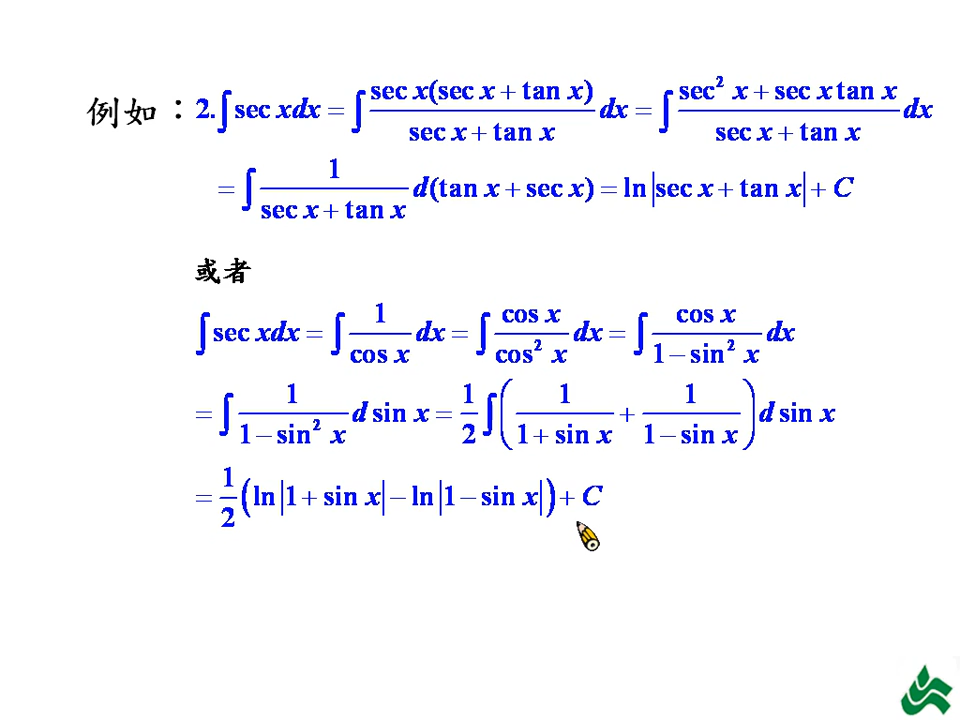 例如：2.∫sec xdx = ∫ sec x(sec x + tan x) / (sec x + tan x) dx = ∫ (sec² x + sec x tan x) / (sec x + tan x) dx
= ∫ 1 / (sec x + tan x) d(tan x + sec x) = ln|sec x + tan x| + C
或者
∫sec xdx = ∫ 1 / cos x dx = ∫ cos x / cos² x dx = ∫ cos x / (1 − sin² x) dx
= ∫ 1 / (1 − sin² x) d sin x = 1/2 ∫ (1 / (1 + sin x) + 1 / (1 − sin x)) d sin x
= 1/2 (ln|1 + sin x| − ln|1 − sin x|) + C